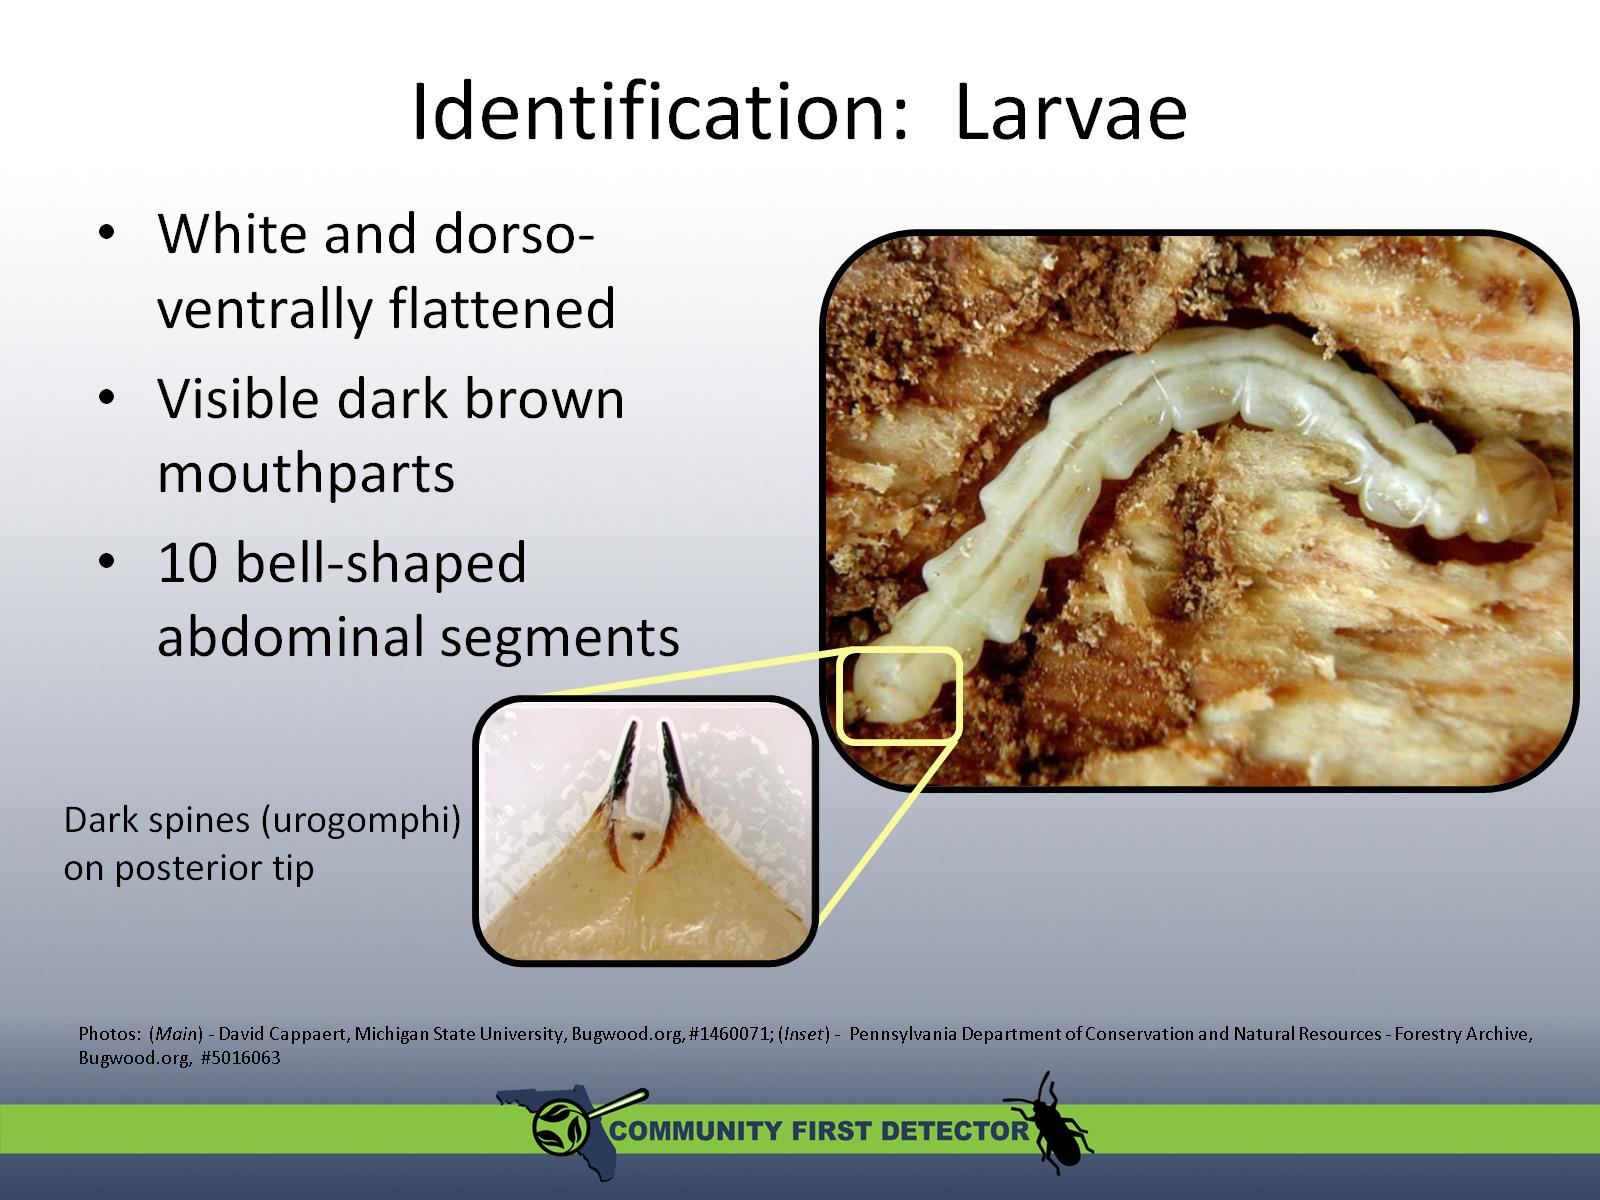 Identification: Larvae
• White and dorso-
ventrally flattened
• Visible dark brown
mouthparts
• 10 bell-shaped
abdominal segments
Dark spines (urogomphi)
on posterior tip
Photos: (Main) - David Cappaert, Michigan State University, Bugwood.org, #1460071; (Inset) - Pennsylvania Department of Conservation and Natural Resources - Forestry Archive,
Bugwood.org, #5016063
COMMUNITY FIRST DETECTOR